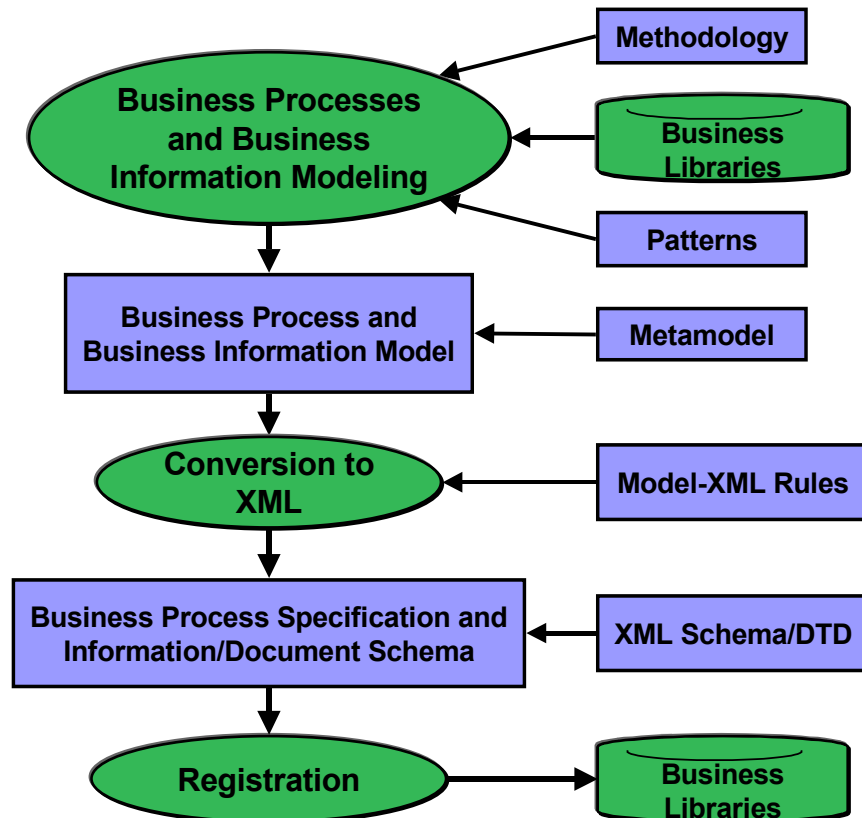 Methodology
Business Processes
and Business
Information Modeling
Business
Libraries
Patterns
Business Process and
Business Information Model
Metamodel
Conversion to
XML
Model-XML Rules
Business Process Specification and
Information/Document Schema
XML Schema/DTD
Registration
Business
Libraries